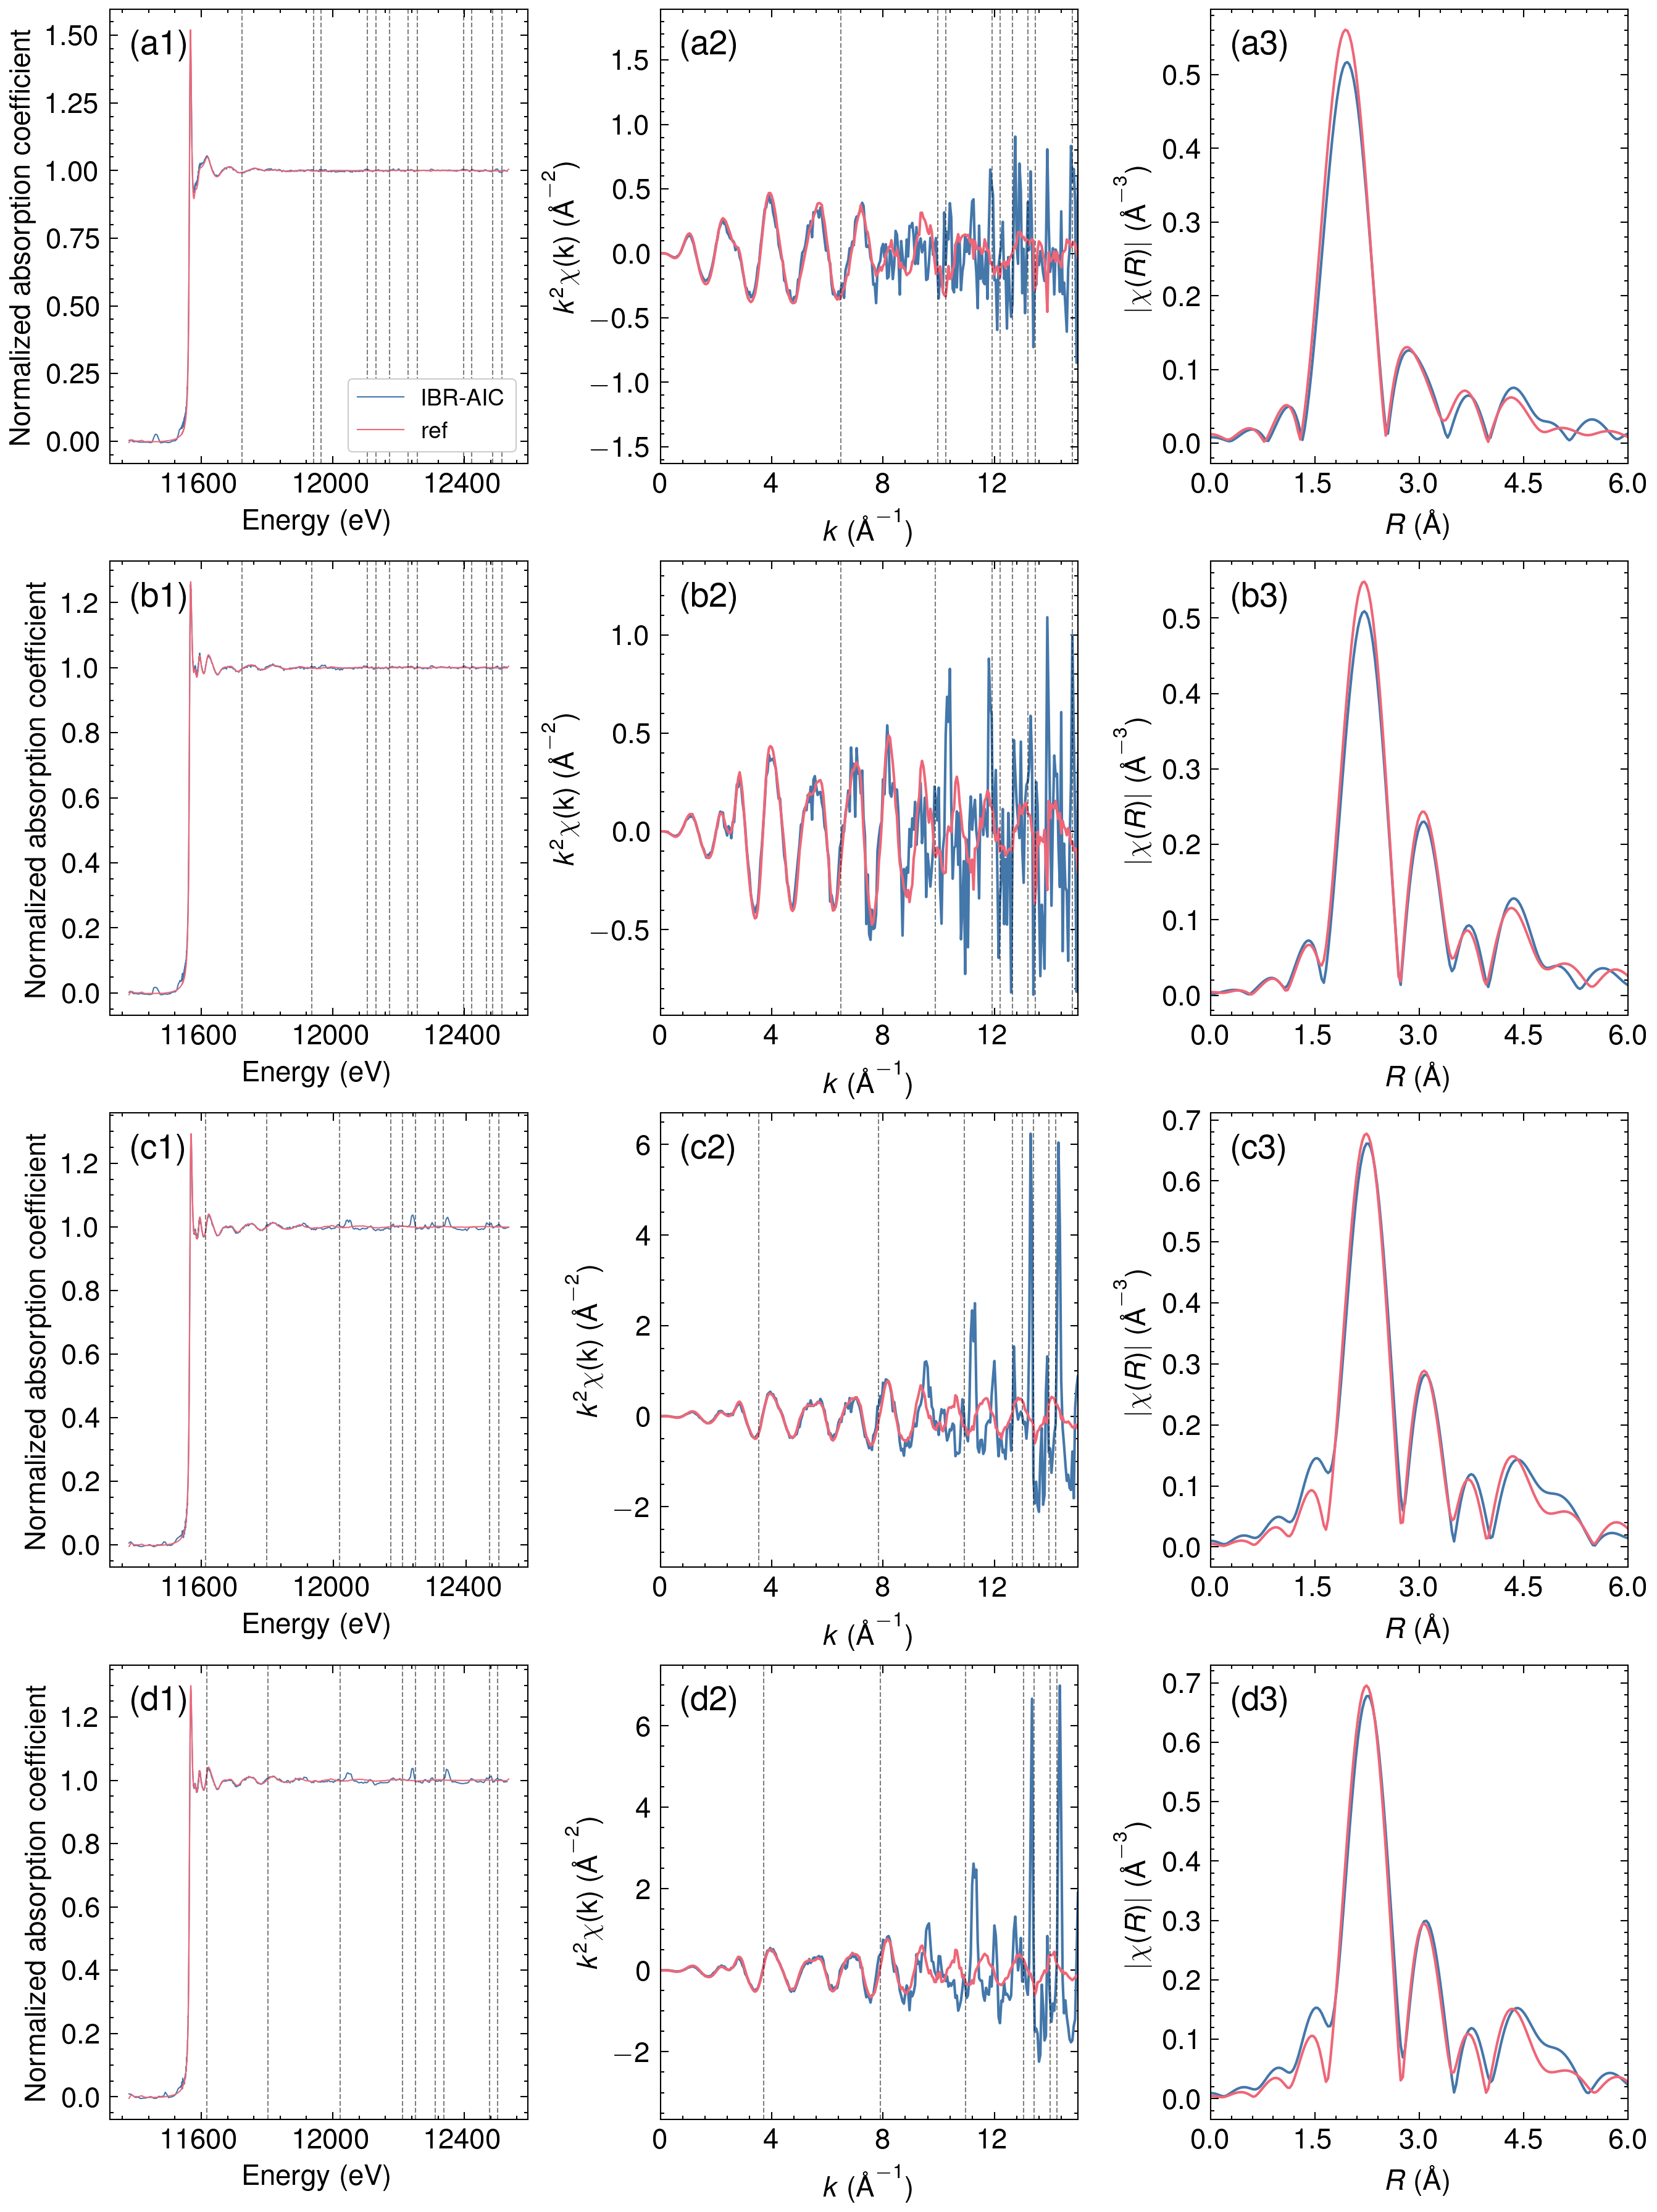 (a1)
Normalized absorption coefficient
1.50
1.25
1.00
0.75
0.50
0.25
0.00
IBR-AIC
ref
11600 12000 12400
Energy (eV)
(a2)
k²χ(k) (Å⁻²)
1.5
1.0
0.5
0.0
−0.5
−1.0
−1.5
0 4 8 12
k (Å⁻¹)
(a3)
|χ(R)| (Å⁻³)
0.5
0.4
0.3
0.2
0.1
0.0
0.0 1.5 3.0 4.5 6.0
R (Å)
(b1)
Normalized absorption coefficient
1.2
1.0
0.8
0.6
0.4
0.2
0.0
11600 12000 12400
Energy (eV)
(b2)
k²χ(k) (Å⁻²)
1.0
0.5
0.0
−0.5
0 4 8 12
k (Å⁻¹)
(b3)
|χ(R)| (Å⁻³)
0.5
0.4
0.3
0.2
0.1
0.0
0.0 1.5 3.0 4.5 6.0
R (Å)
(c1)
Normalized absorption coefficient
1.2
1.0
0.8
0.6
0.4
0.2
0.0
11600 12000 12400
Energy (eV)
(c2)
k²χ(k) (Å⁻²)
6
4
2
0
−2
0 4 8 12
k (Å⁻¹)
(c3)
|χ(R)| (Å⁻³)
0.7
0.6
0.5
0.4
0.3
0.2
0.1
0.0
0.0 1.5 3.0 4.5 6.0
R (Å)
(d1)
Normalized absorption coefficient
1.2
1.0
0.8
0.6
0.4
0.2
0.0
11600 12000 12400
Energy (eV)
(d2)
k²χ(k) (Å⁻²)
6
4
2
0
−2
0 4 8 12
k (Å⁻¹)
(d3)
|χ(R)| (Å⁻³)
0.7
0.6
0.5
0.4
0.3
0.2
0.1
0.0
0.0 1.5 3.0 4.5 6.0
R (Å)